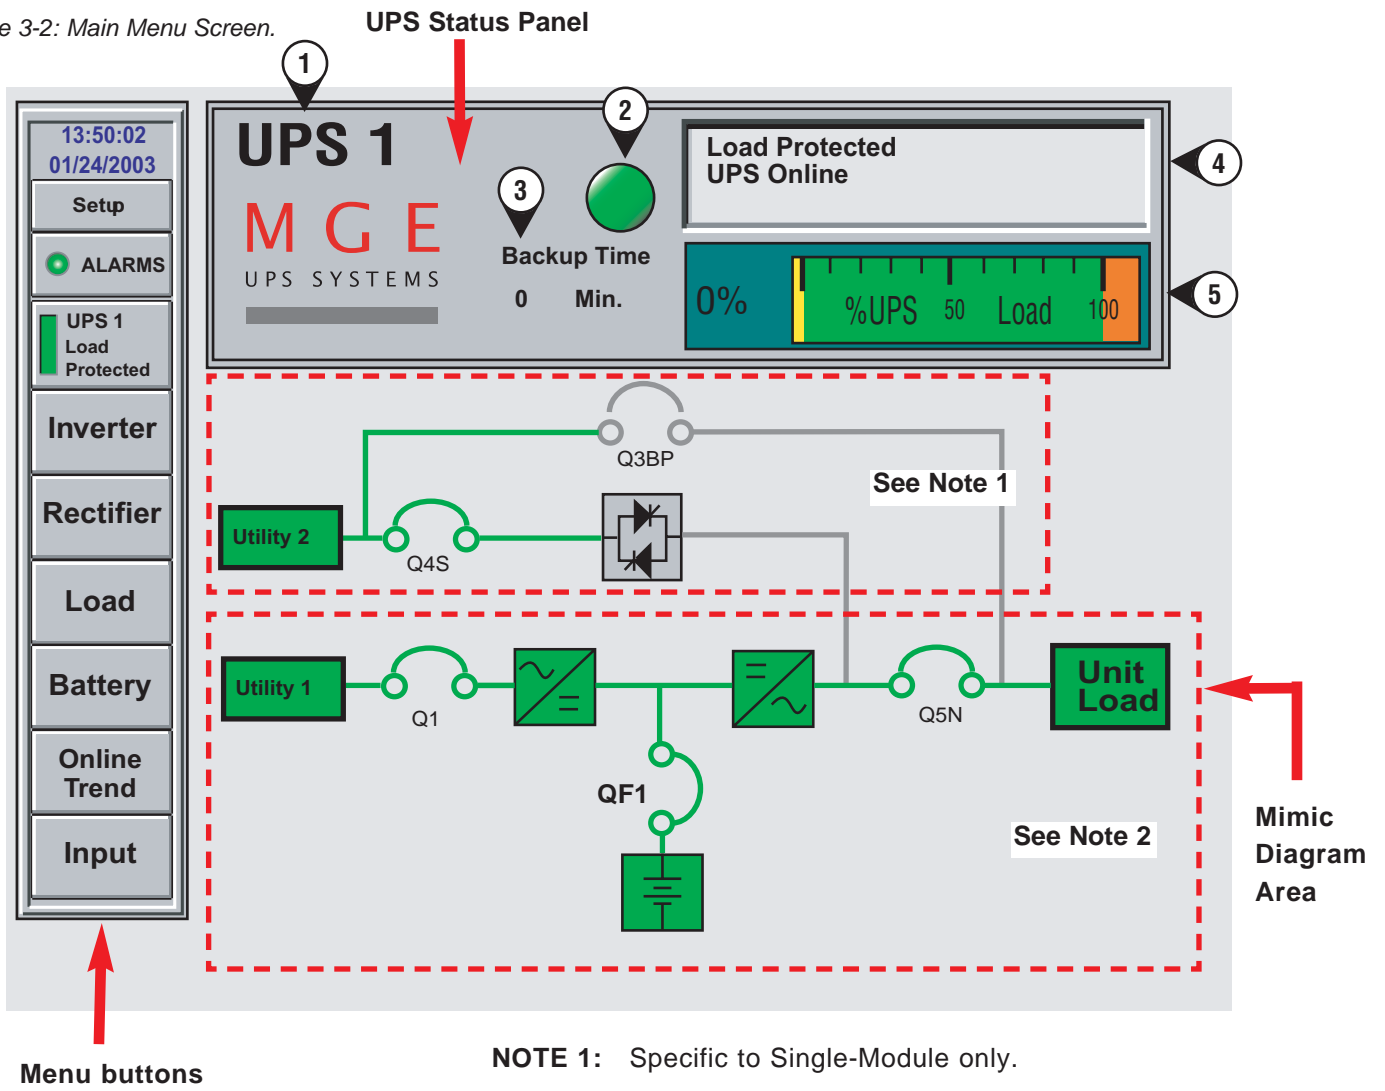 e 3-2: Main Menu Screen.
UPS Status Panel
1
2
3
4
5
13:50:02
01/24/2003
Setup
ALARMS
UPS 1
Load
Protected
Inverter
Rectifier
Load
Battery
Online
Trend
Input
UPS 1
MGE
UPS SYSTEMS
Backup Time
0 Min.
Load Protected
UPS Online
0%
%UPS 50 Load 100
Q3BP
See Note 1
Utility 2
Q4S
Utility 1
Q1
Q5N
Unit
Load
QF1
See Note 2
Mimic
Diagram
Area
Menu buttons
NOTE 1: Specific to Single-Module only.